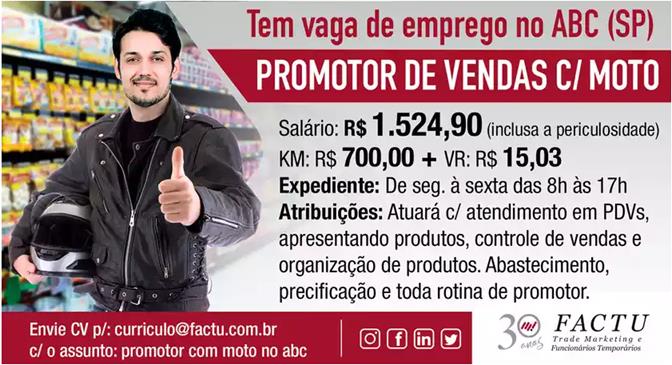 Tem vaga de emprego no ABC (SP)
PROMOTOR DE VENDAS C/ MOTO
Salário: R$ 1.524,90 (inclusa a periculosidade)
KM: R$ 700,00 + VR: R$ 15,03
Expediente: De seg. à sexta das 8h às 17h
Atribuições: Atuará c/ atendimento em PDVs,
apresentando produtos, controle de vendas e
organização de produtos. Abastecimento,
precificação e toda rotina de promotor.
Envie CV p/: curriculo@factu.com.br
c/ o assunto: promotor com moto no abc
30 anos
FACTU
Trade Marketing e
Funcionários Temporários